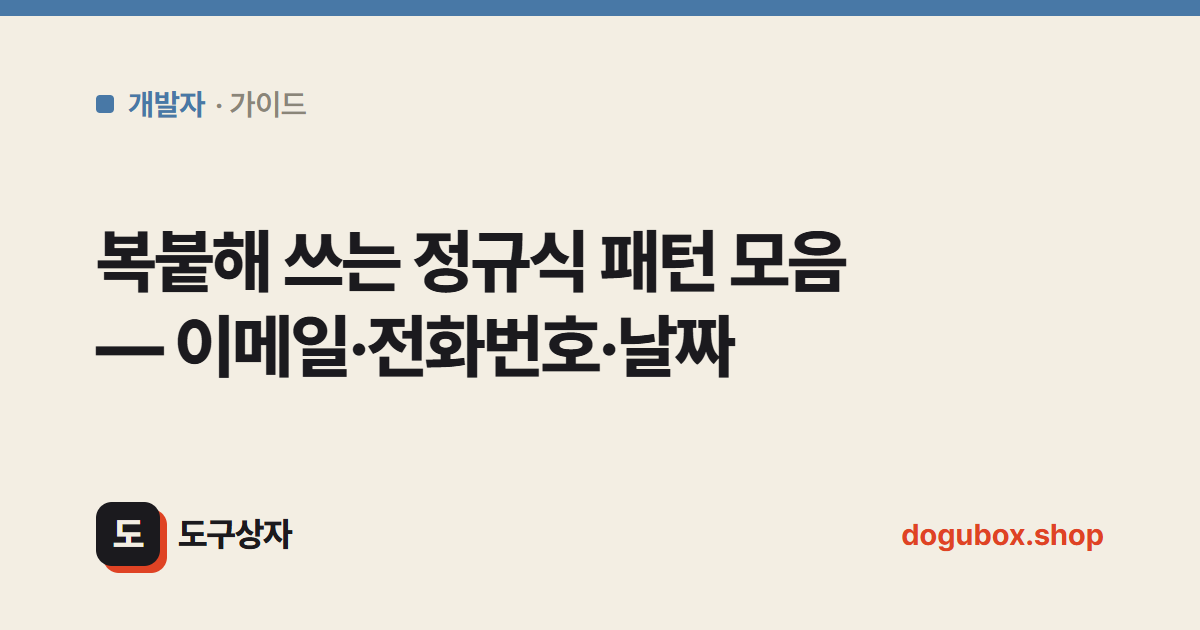 개발자 · 가이드
복붙해 쓰는 정규식 패턴 모음
— 이메일·전화번호·날짜
도 도구상자
dogubox.shop